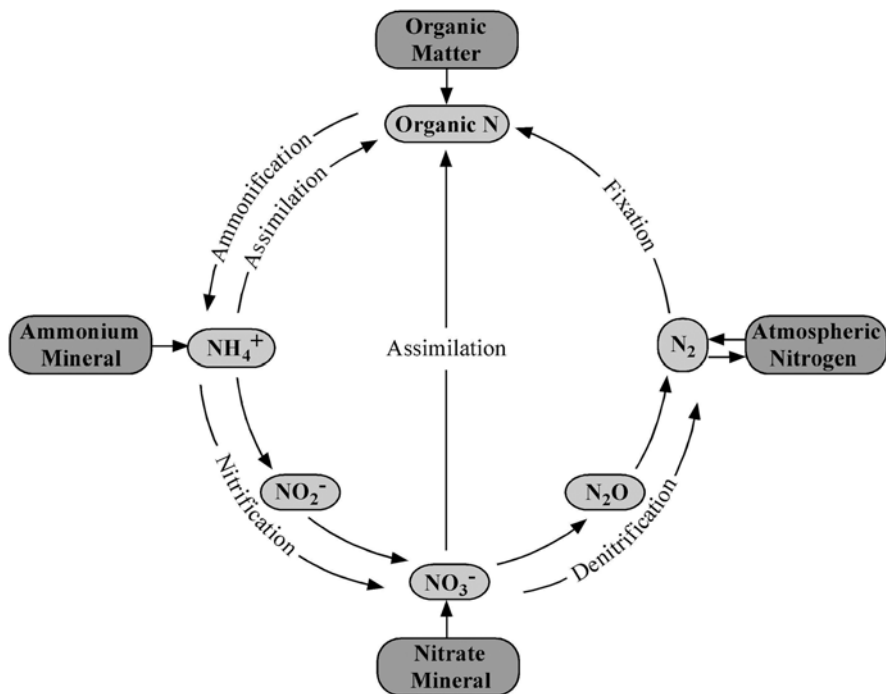 Organic
Matter
Organic N
Ammonification
Assimilation
Fixation
Ammonium
Mineral
NH₄⁺
Assimilation
N₂
Atmospheric
Nitrogen
Nitrification
NO₂⁻
N₂O
Denitrification
NO₃⁻
Nitrate
Mineral